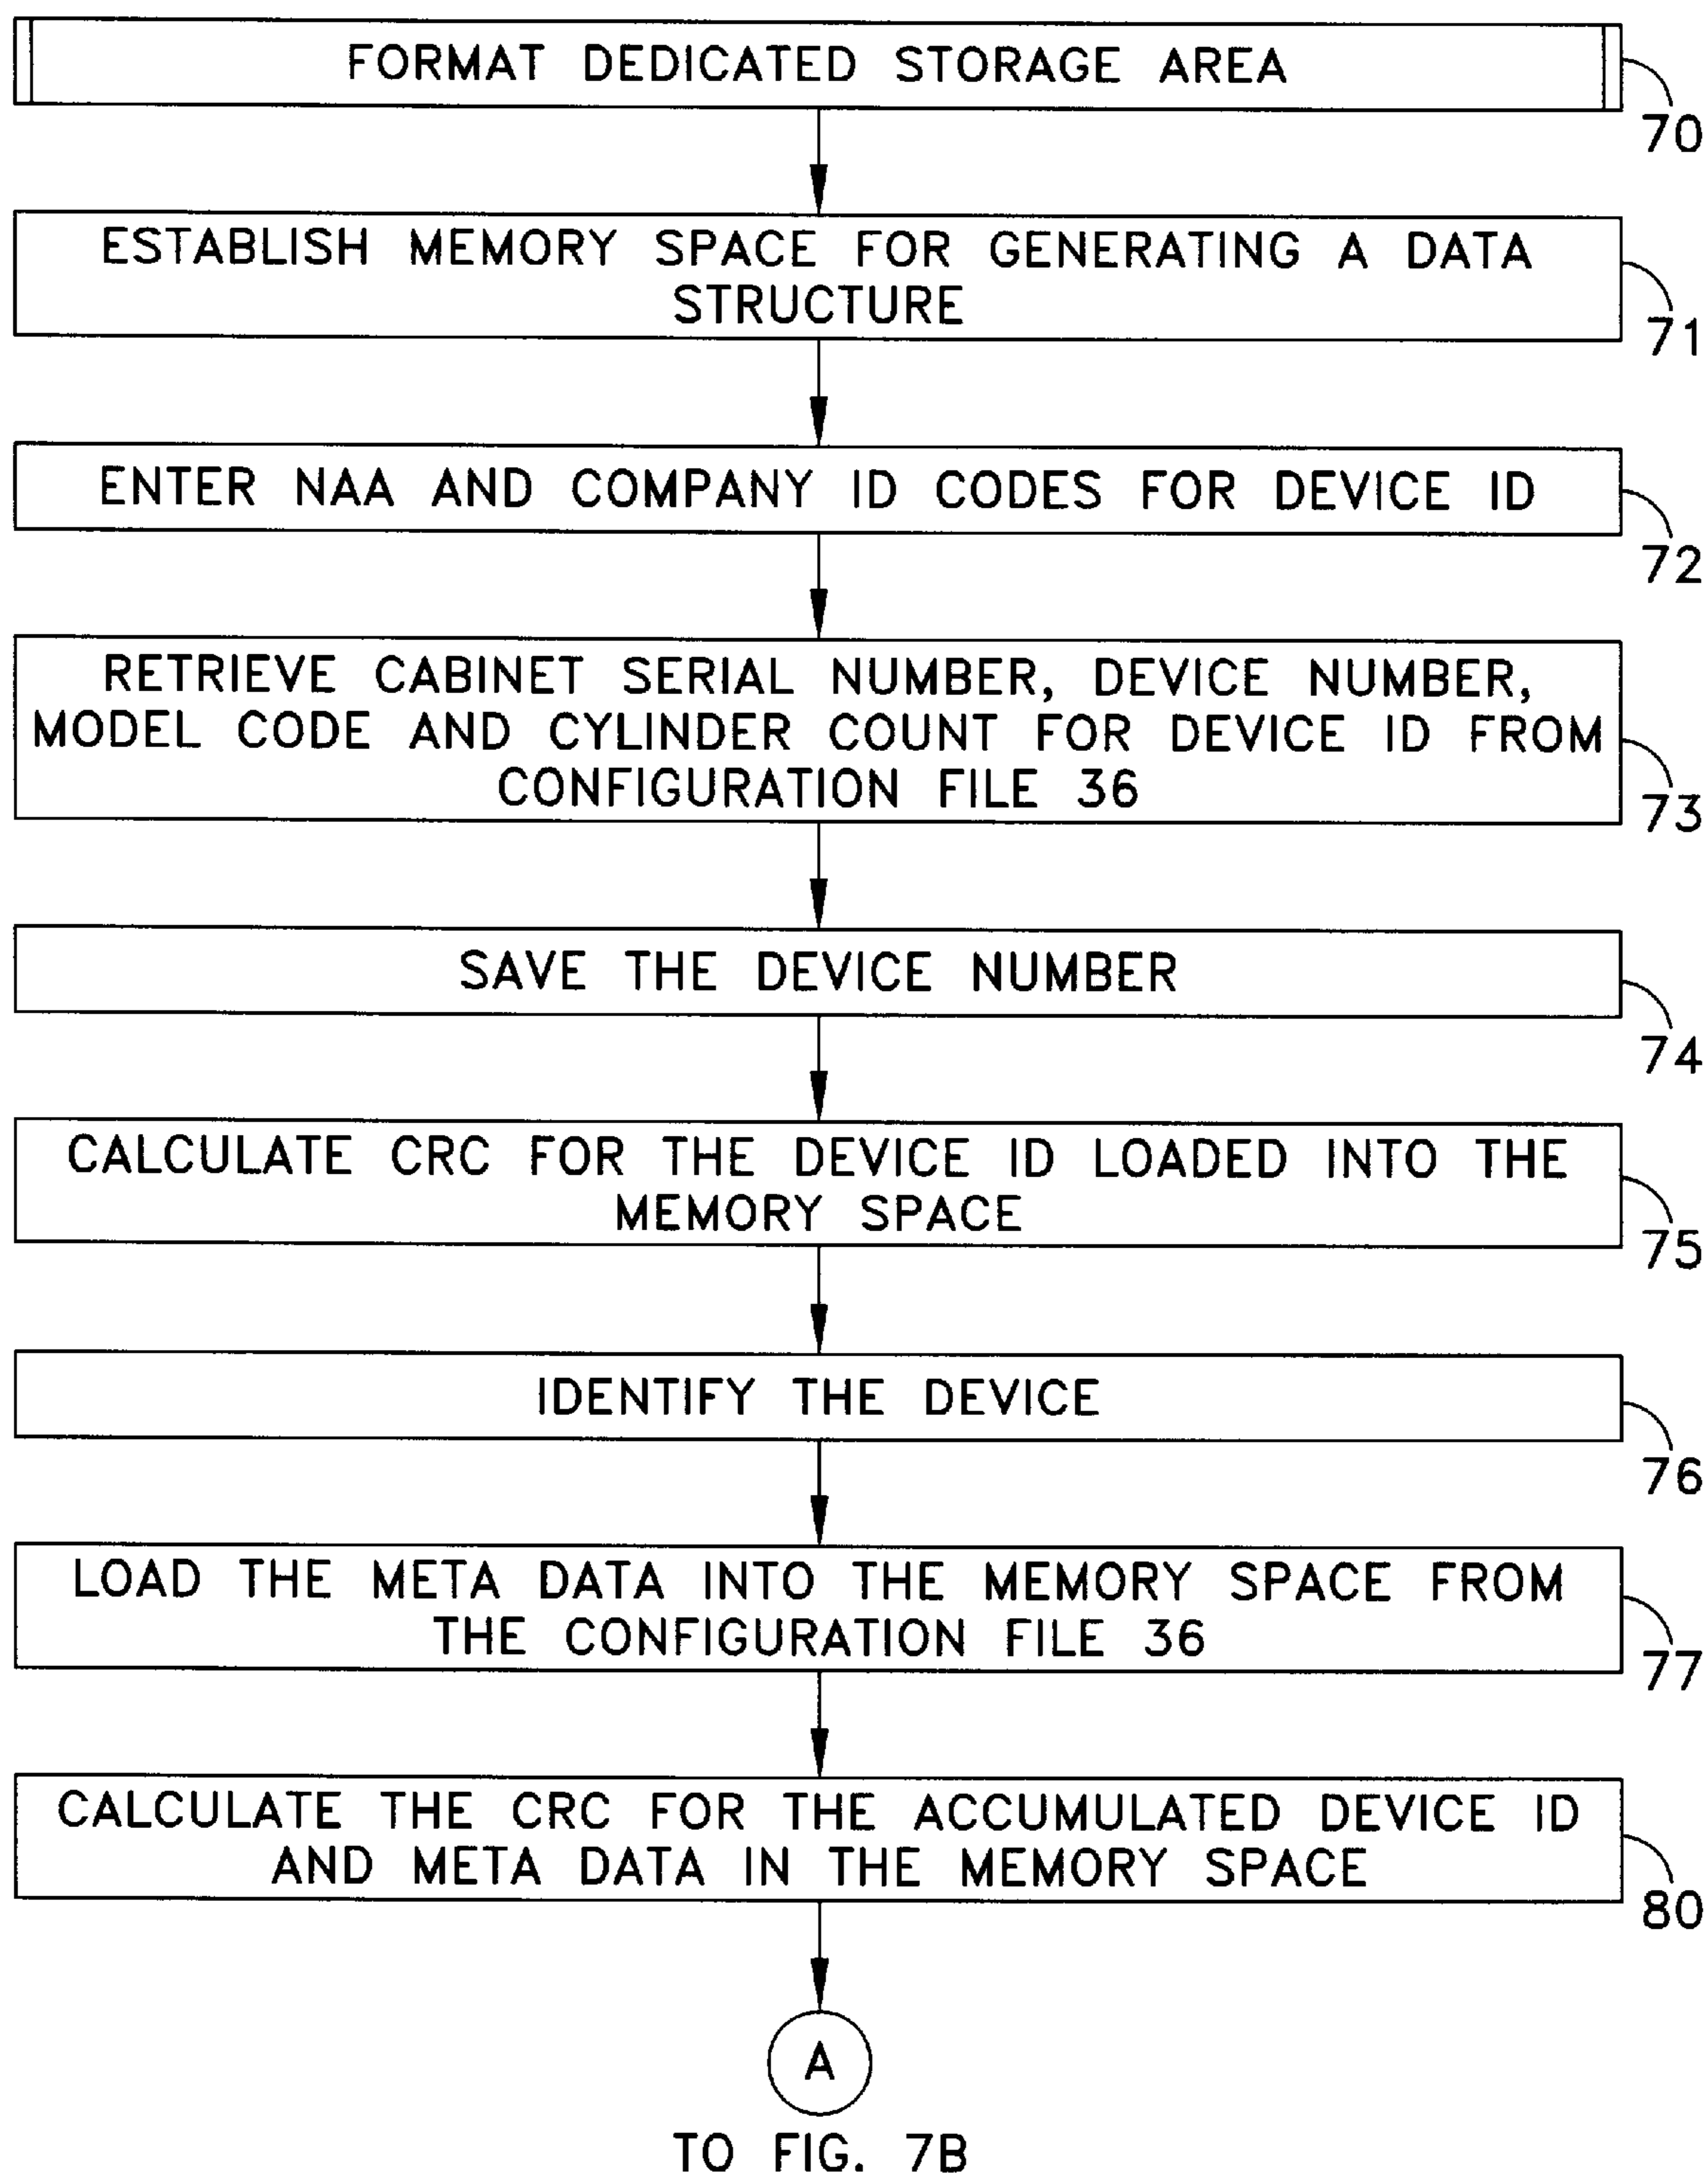 FORMAT DEDICATED STORAGE AREA
70
ESTABLISH MEMORY SPACE FOR GENERATING A DATA
STRUCTURE
71
ENTER NAA AND COMPANY ID CODES FOR DEVICE ID
72
RETRIEVE CABINET SERIAL NUMBER, DEVICE NUMBER,
MODEL CODE AND CYLINDER COUNT FOR DEVICE ID FROM
CONFIGURATION FILE 36
73
SAVE THE DEVICE NUMBER
74
CALCULATE CRC FOR THE DEVICE ID LOADED INTO THE
MEMORY SPACE
75
IDENTIFY THE DEVICE
76
LOAD THE META DATA INTO THE MEMORY SPACE FROM
THE CONFIGURATION FILE 36
77
CALCULATE THE CRC FOR THE ACCUMULATED DEVICE ID
AND META DATA IN THE MEMORY SPACE
80
A
TO FIG. 7B